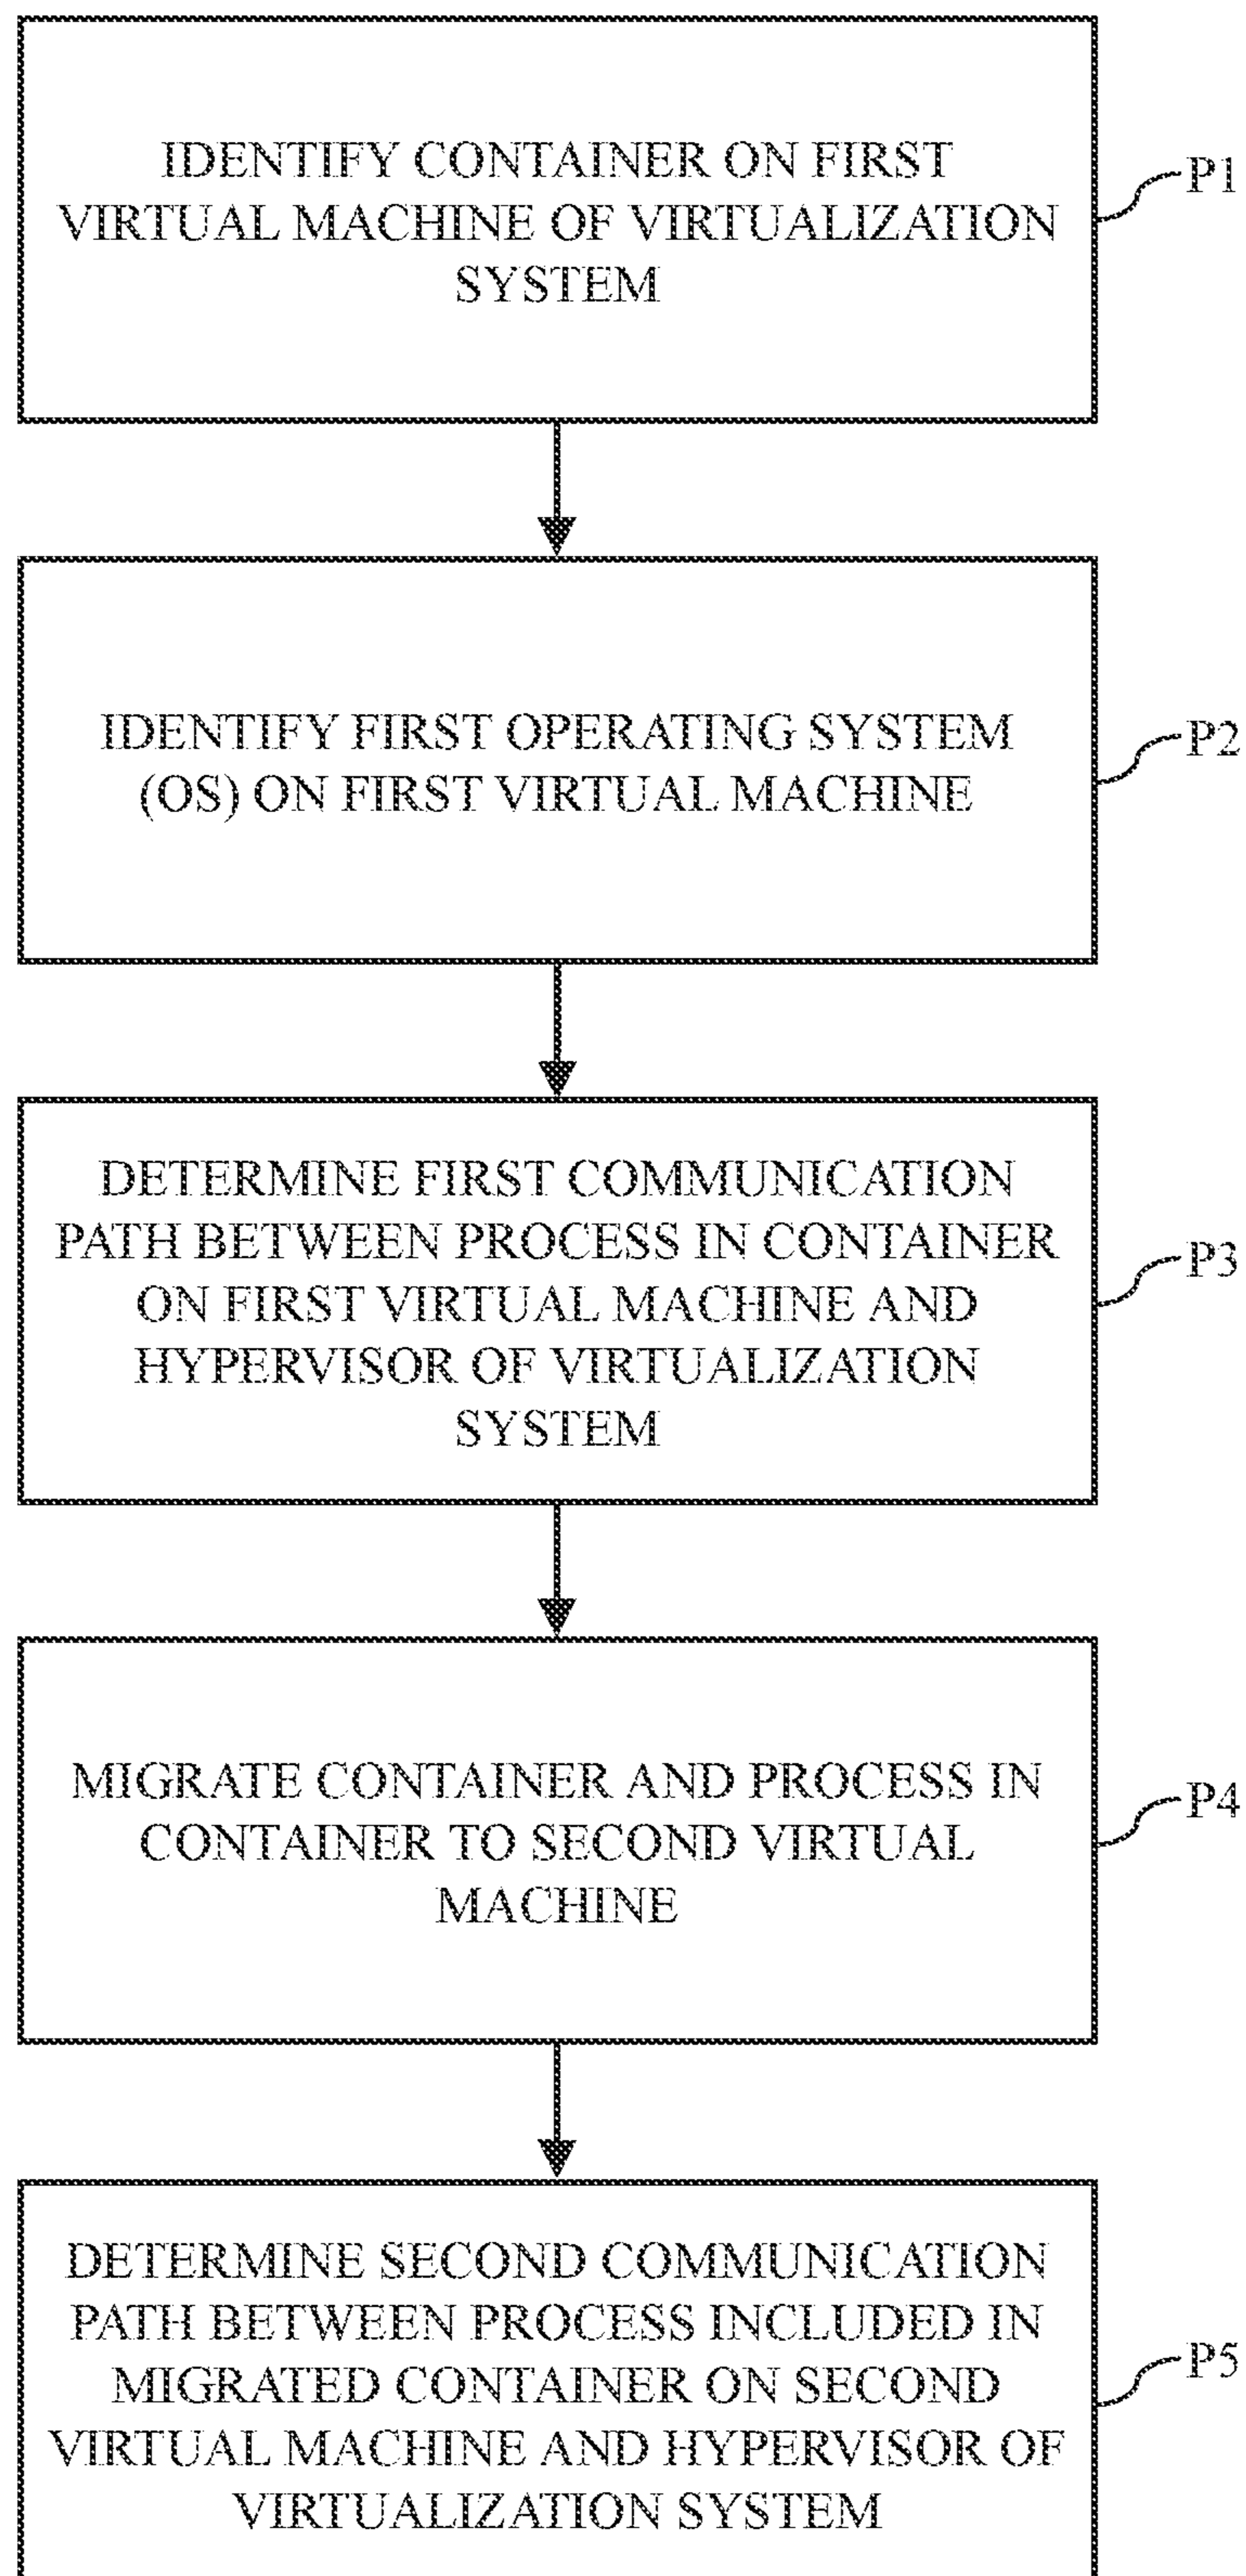 IDENTIFY CONTAINER ON FIRST
VIRTUAL MACHINE OF VIRTUALIZATION
SYSTEM
P1
IDENTIFY FIRST OPERATING SYSTEM
(OS) ON FIRST VIRTUAL MACHINE
P2
DETERMINE FIRST COMMUNICATION
PATH BETWEEN PROCESS IN CONTAINER
ON FIRST VIRTUAL MACHINE AND
HYPERVISOR OF VIRTUALIZATION
SYSTEM
P3
MIGRATE CONTAINER AND PROCESS IN
CONTAINER TO SECOND VIRTUAL
MACHINE
P4
DETERMINE SECOND COMMUNICATION
PATH BETWEEN PROCESS INCLUDED IN
MIGRATED CONTAINER ON SECOND
VIRTUAL MACHINE AND HYPERVISOR OF
VIRTUALIZATION SYSTEM
P5